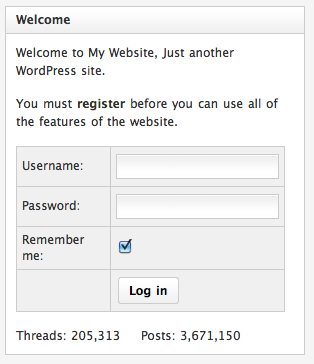 Welcome
Welcome to My Website, Just another
WordPress site.
You must register before you can use all of
the features of the website.
Username:
Password:
Remember
me:
Log in
Threads: 205,313 Posts: 3,671,150